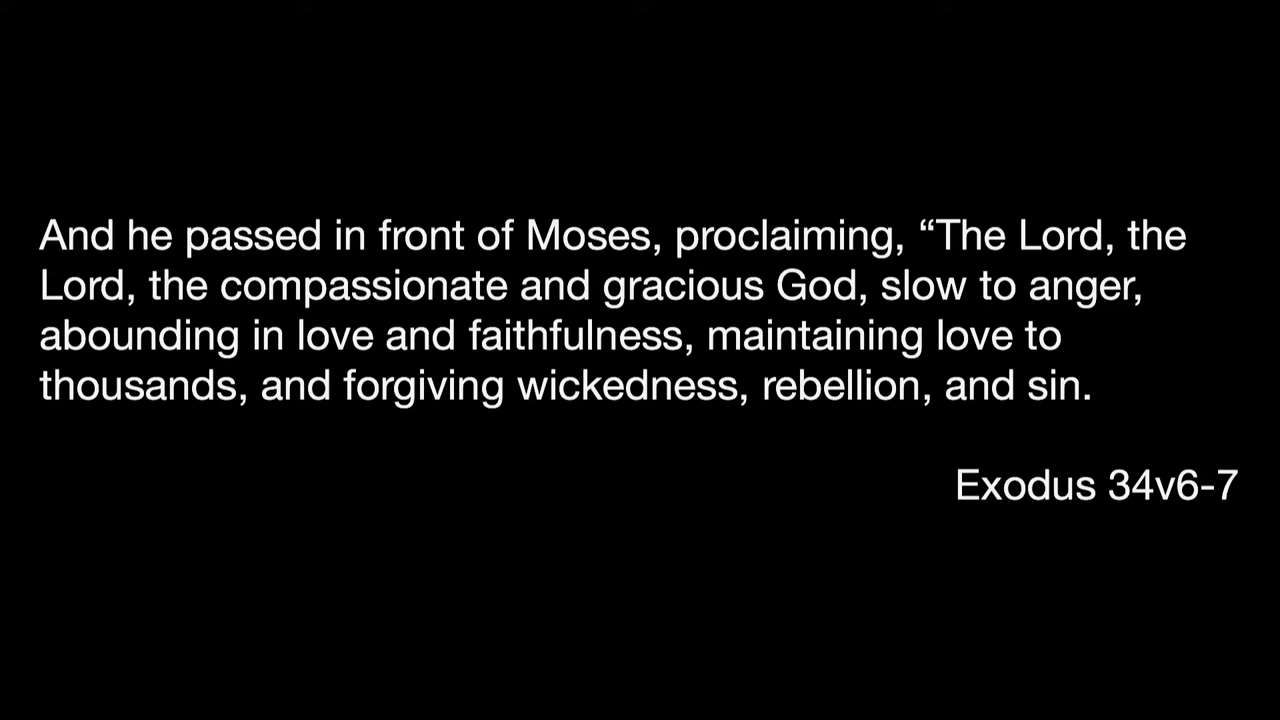 And he passed in front of Moses, proclaiming, “The Lord, the
Lord, the compassionate and gracious God, slow to anger,
abounding in love and faithfulness, maintaining love to
thousands, and forgiving wickedness, rebellion, and sin.
Exodus 34v6-7